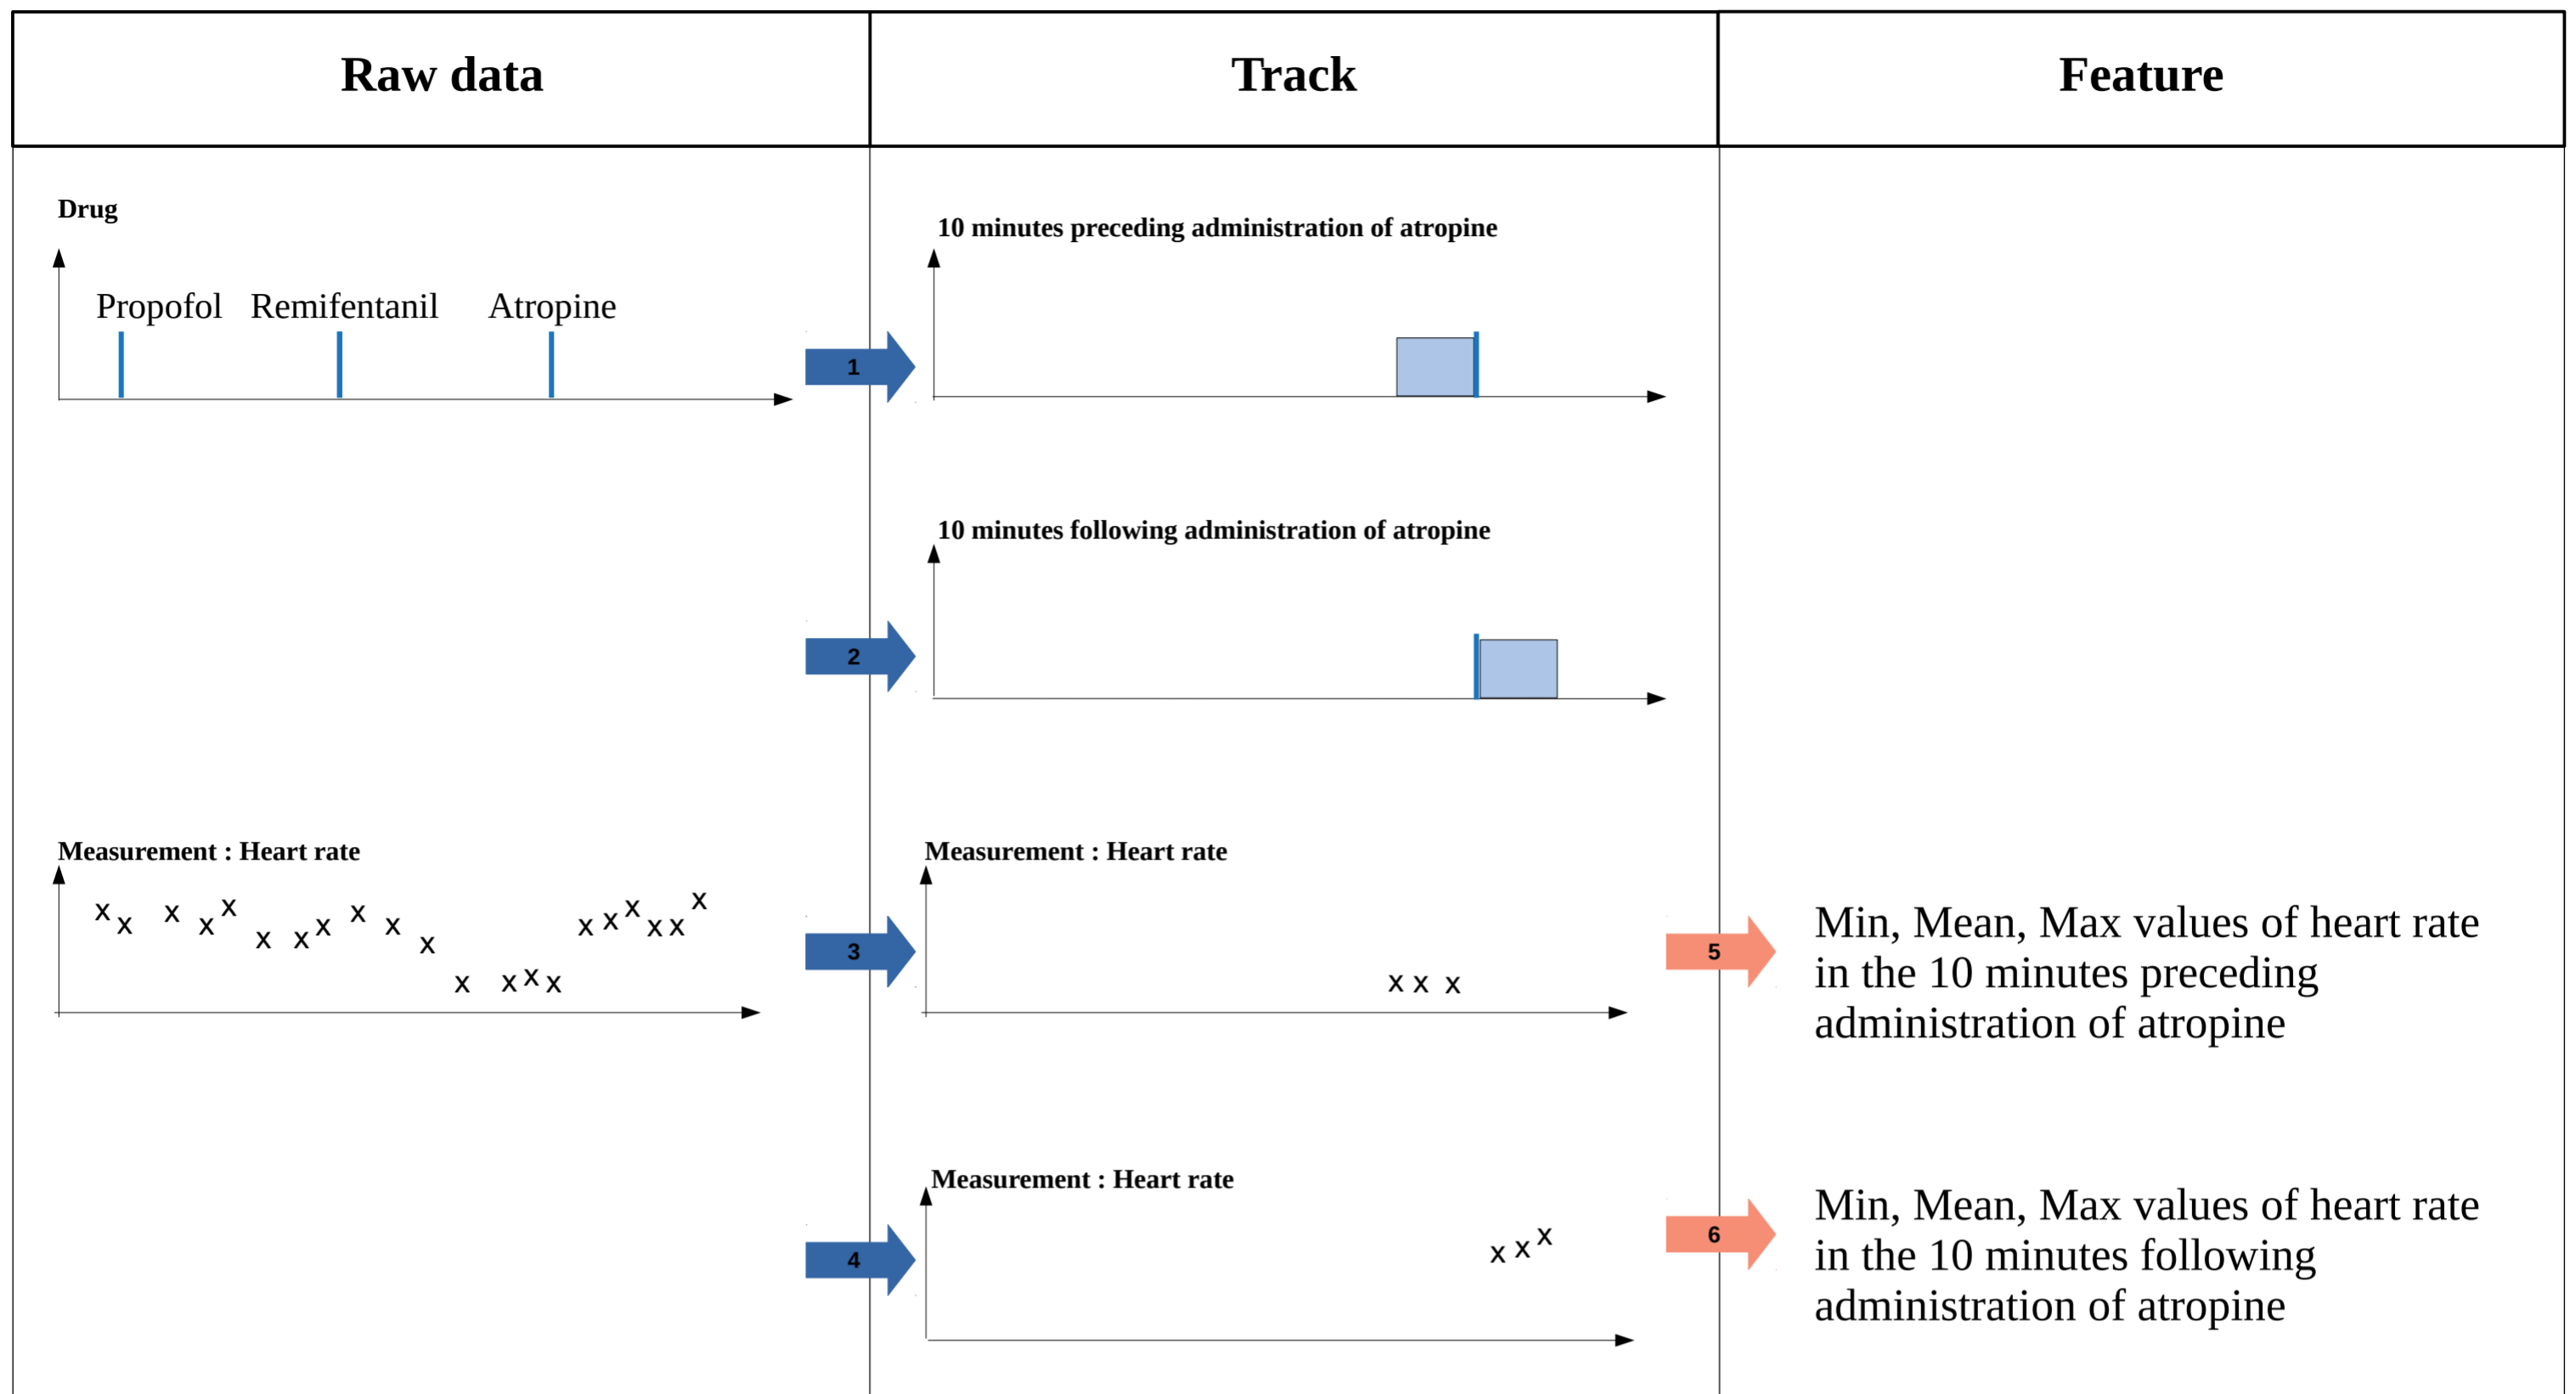 Raw data
Track
Feature
Drug
10 minutes preceding administration of atropine
Propofol Remifentanil Atropine
1
10 minutes following administration of atropine
2
Measurement : Heart rate
Measurement : Heart rate
x x x x x x x x x x x x x x x x x x x x x
3
x x x
5
Min, Mean, Max values of heart rate
in the 10 minutes preceding
administration of atropine
Measurement : Heart rate
4
x x x
6
Min, Mean, Max values of heart rate
in the 10 minutes following
administration of atropine